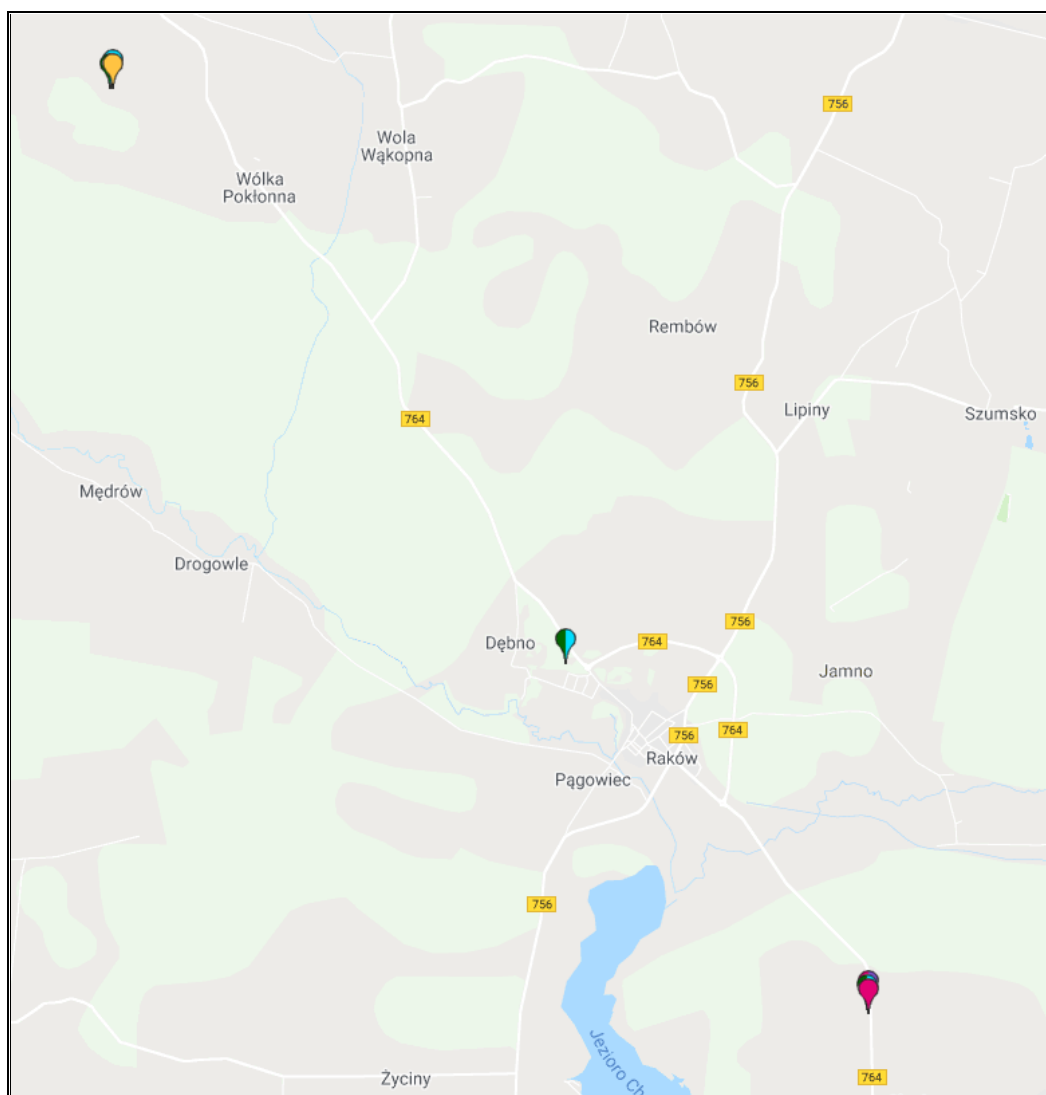 756
Wola
Wąkopna
Wólka
Pokłonna
Rembów
756
Lipiny
764
Szumsko
Mędrów
Drogowle
756
Dębno
764
Jamno
756
764
756
Raków
Pągowiec
756
Jezioro Ch
764
Życiny